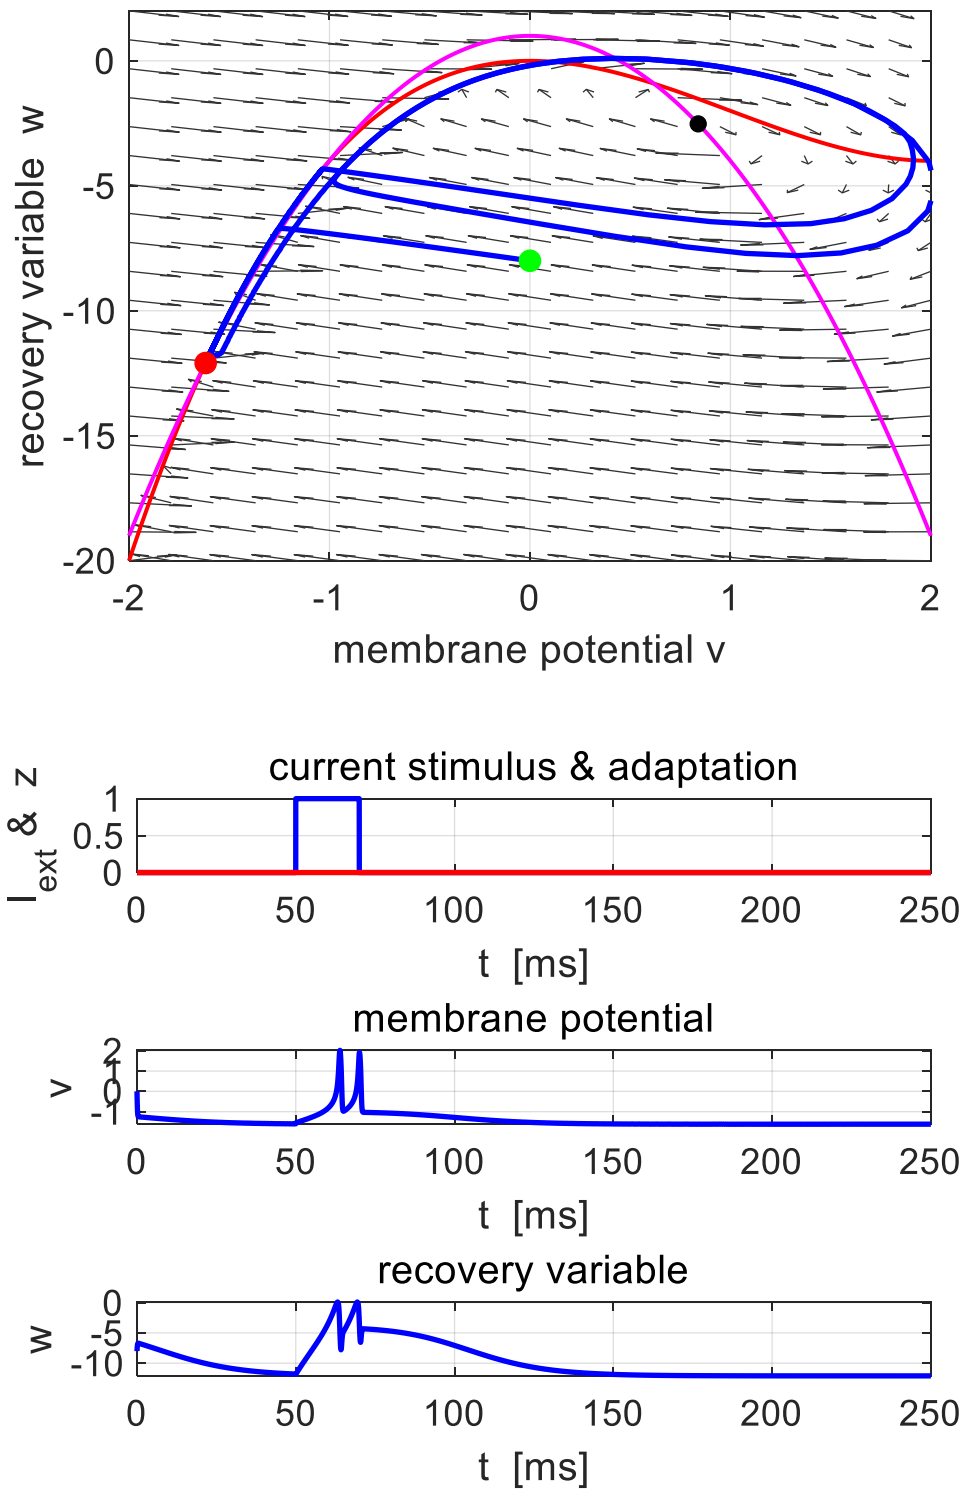 0
-5
-10
-15
-20
recovery variable w
-2 -1 0 1 2
membrane potential v
current stimulus & adaptation
1
0.5
0
I_ext & z
0 50 100 150 200 250
t [ms]
membrane potential
2
1
0
-1
v
0 50 100 150 200 250
t [ms]
recovery variable
0
-5
-10
w
0 50 100 150 200 250
t [ms]